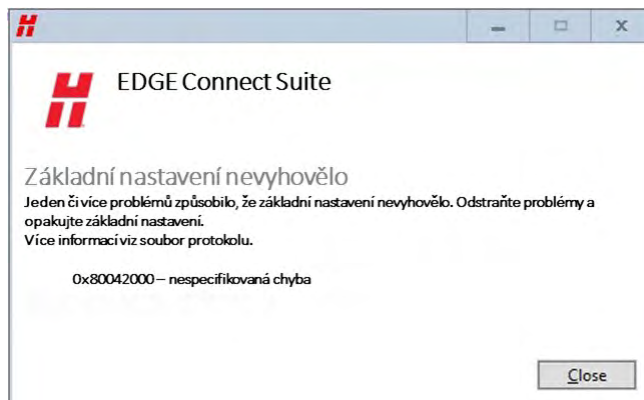 EDGE Connect Suite
Základní nastavení nevyhovělo
Jeden či více problémů způsobilo, že základní nastavení nevyhovělo. Odstraňte problémy a
opakujte základní nastavení.
Více informací viz soubor protokolu.
0x80042000 – nespecifikovaná chyba
Close